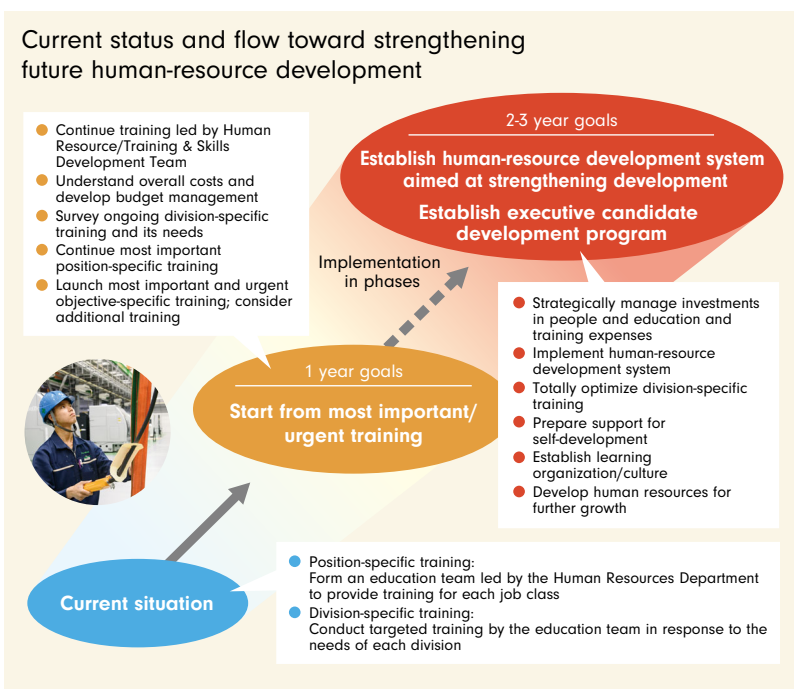 Current status and flow toward strengthening
future human-resource development
Continue training led by Human
Resource/Training & Skills
Development Team
Understand overall costs and
develop budget management
Survey ongoing division-specific
training and its needs
Continue most important
position-specific training
Launch most important and urgent
objective-specific training; consider
additional training
2-3 year goals
Establish human-resource development system
aimed at strengthening development
Establish executive candidate
development program
Implementation
in phases
Strategically manage investments
in people and education and
training expenses
Implement human-resource
development system
Totally optimize division-specific
training
Prepare support for
self-development
Establish learning
organization/culture
Develop human resources for
further growth
1 year goals
Start from most important/
urgent training
Current situation
Position-specific training:
Form an education team led by the Human Resources Department
to provide training for each job class
Division-specific training:
Conduct targeted training by the education team in response to the
needs of each division